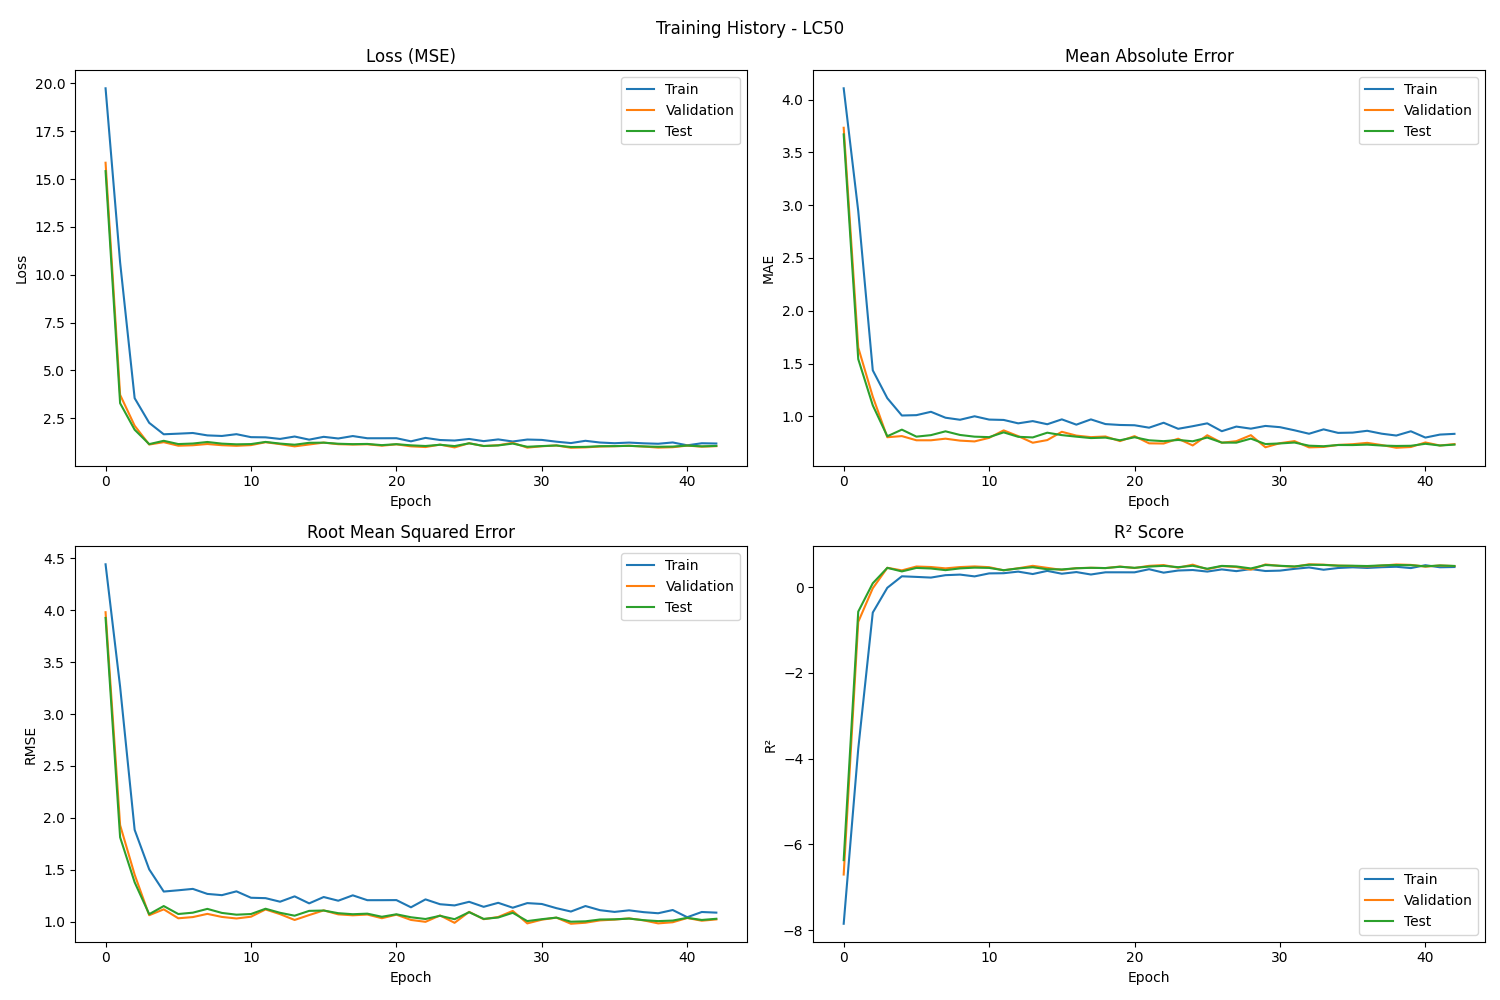 Training History - LC50
Loss (MSE)
20.0
17.5
15.0
12.5
10.0
7.5
5.0
2.5
Loss
0 10 20 30 40
Epoch
Train
Validation
Test
Mean Absolute Error
4.0
3.5
3.0
2.5
2.0
1.5
1.0
MAE
0 10 20 30 40
Epoch
Train
Validation
Test
Root Mean Squared Error
4.5
4.0
3.5
3.0
2.5
2.0
1.5
1.0
RMSE
0 10 20 30 40
Epoch
Train
Validation
Test
R² Score
0
−2
−4
−6
−8
R²
0 10 20 30 40
Epoch
Train
Validation
Test